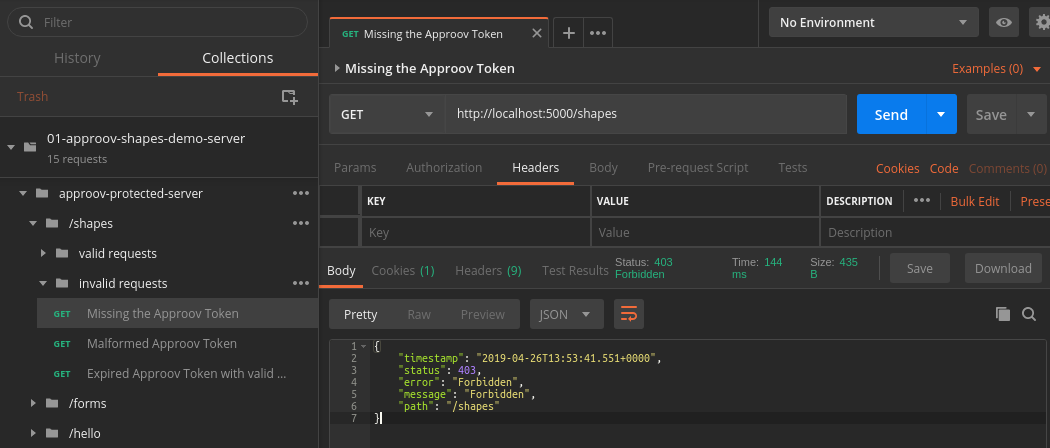 Filter
History Collections
Trash
01-approov-shapes-demo-server
15 requests
approov-protected-server
/shapes
valid requests
invalid requests
GET Missing the Approov Token
GET Malformed Approov Token
GET Expired Approov Token with valid ...
/forms
/hello
GET Missing the Approov Token
No Environment
Missing the Approov Token
Examples (0)
GET http://localhost:5000/shapes
Send
Save
Params Authorization Headers Body Pre-request Script Tests
Cookies Code Comments (0)
KEY VALUE DESCRIPTION Bulk Edit Prese
Key Value Description
Body Cookies (1) Headers (9) Test Results
Status: 403 Forbidden
Time: 144 ms
Size: 435 B
Save Download
Pretty Raw Preview JSON
1 {
2 "timestamp": "2019-04-26T13:53:41.551+0000",
3 "status": 403,
4 "error": "Forbidden",
5 "message": "Forbidden",
6 "path": "/shapes"
7 }